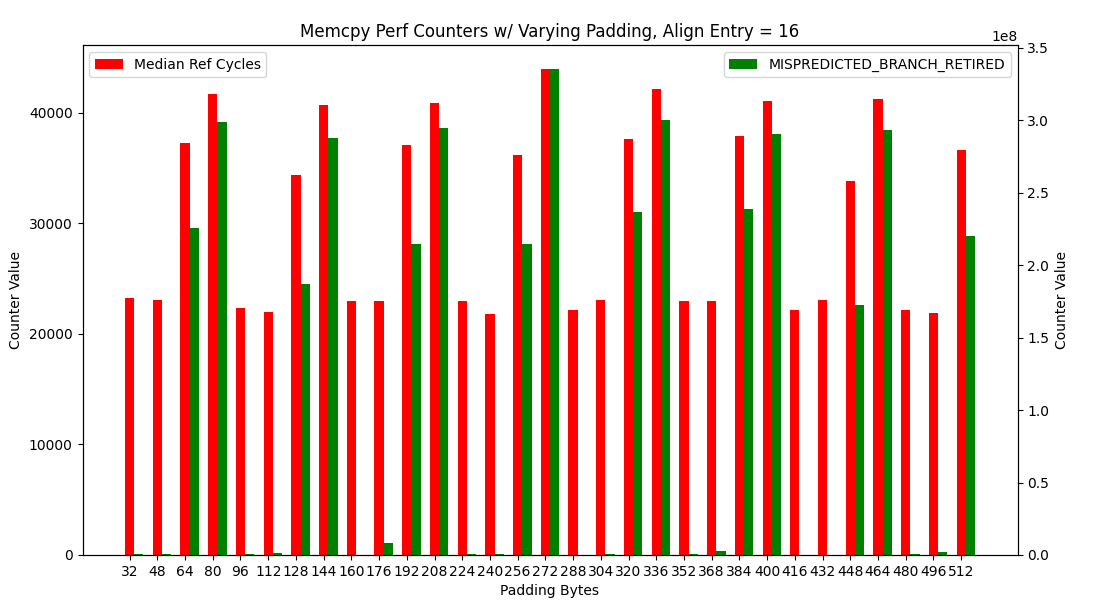 Memcpy Perf Counters w/ Varying Padding, Align Entry = 16
1e8
Median Ref Cycles
MISPREDICTED_BRANCH_RETIRED
40000
30000
20000
10000
0
Counter Value
3.5
3.0
2.5
2.0
1.5
1.0
0.5
0.0
Counter Value
32 48 64 80 96 112 128 144 160 176 192 208 224 240 256 272 288 304 320 336 352 368 384 400 416 432 448 464 480 496 512
Padding Bytes